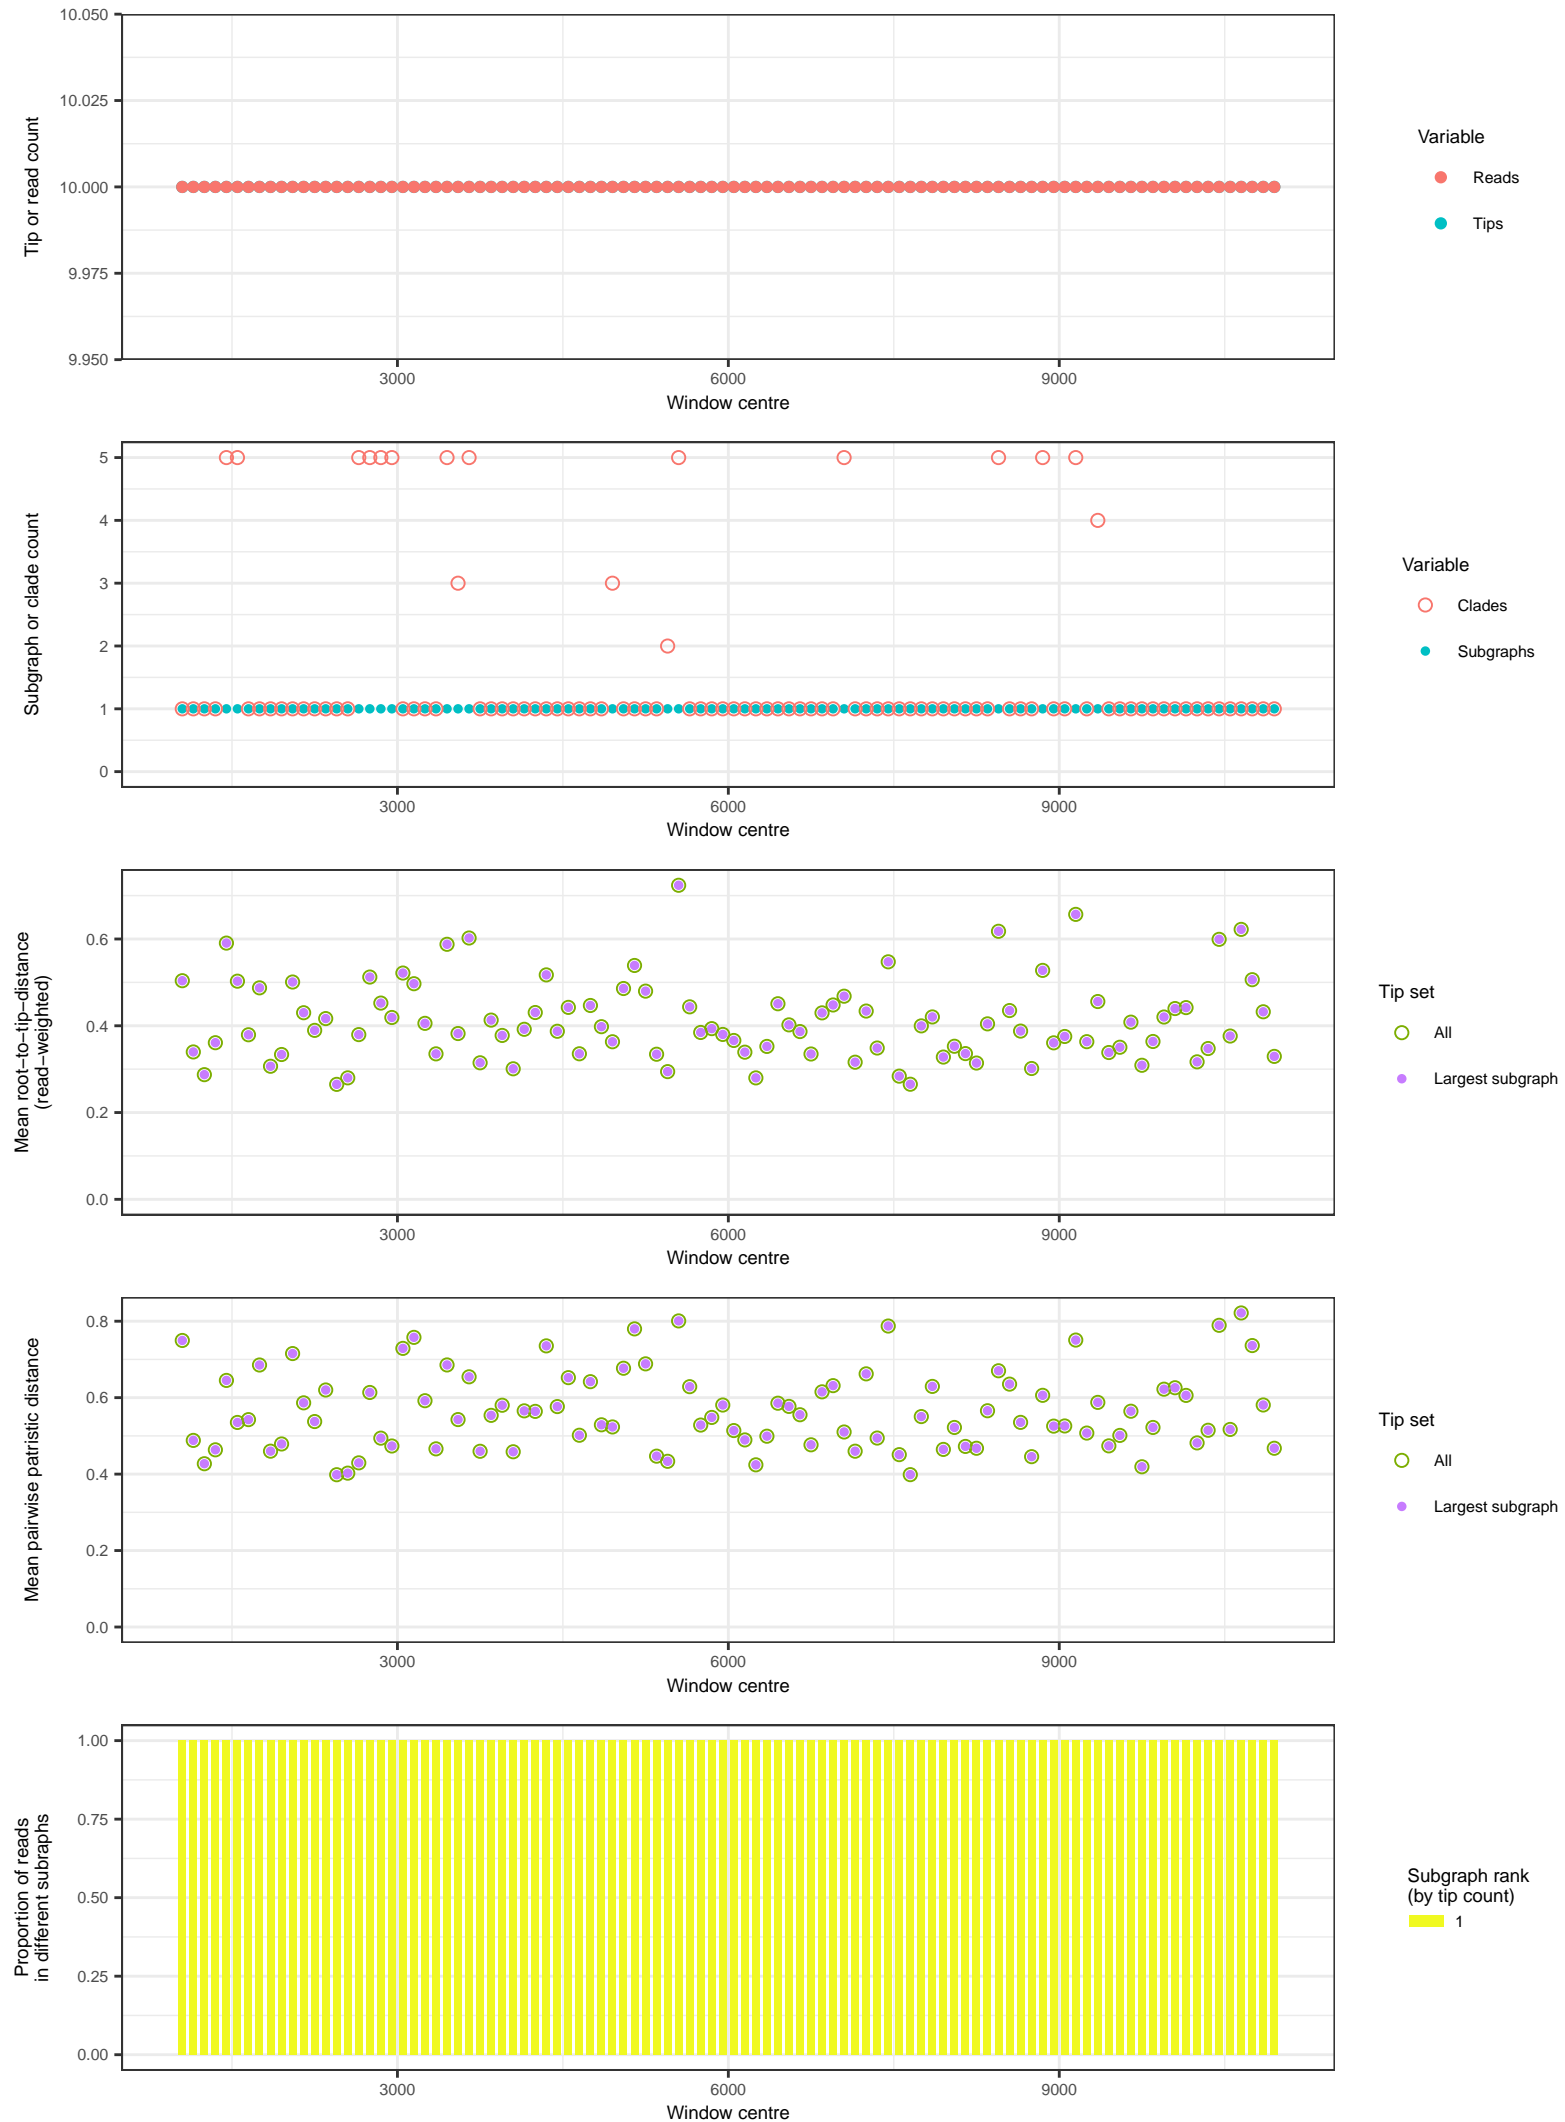 10.050
10.025
10.000
9.975
9.950
Tip or read count
3000
6000
9000
Window centre
Variable
Reads
Tips
5
4
3
2
1
0
Subgraph or clade count
3000
6000
9000
Window centre
Variable
Clades
Subgraphs
0.6
0.4
0.2
0.0
Mean root−to−tip−distance
(read−weighted)
3000
6000
9000
Window centre
Tip set
All
Largest subgraph
0.8
0.6
0.4
0.2
0.0
Mean pairwise patristic distance
3000
6000
9000
Window centre
Tip set
All
Largest subgraph
1.00
0.75
0.50
0.25
0.00
Proportion of reads
in different subraphs
3000
6000
9000
Window centre
Subgraph rank
(by tip count)
1